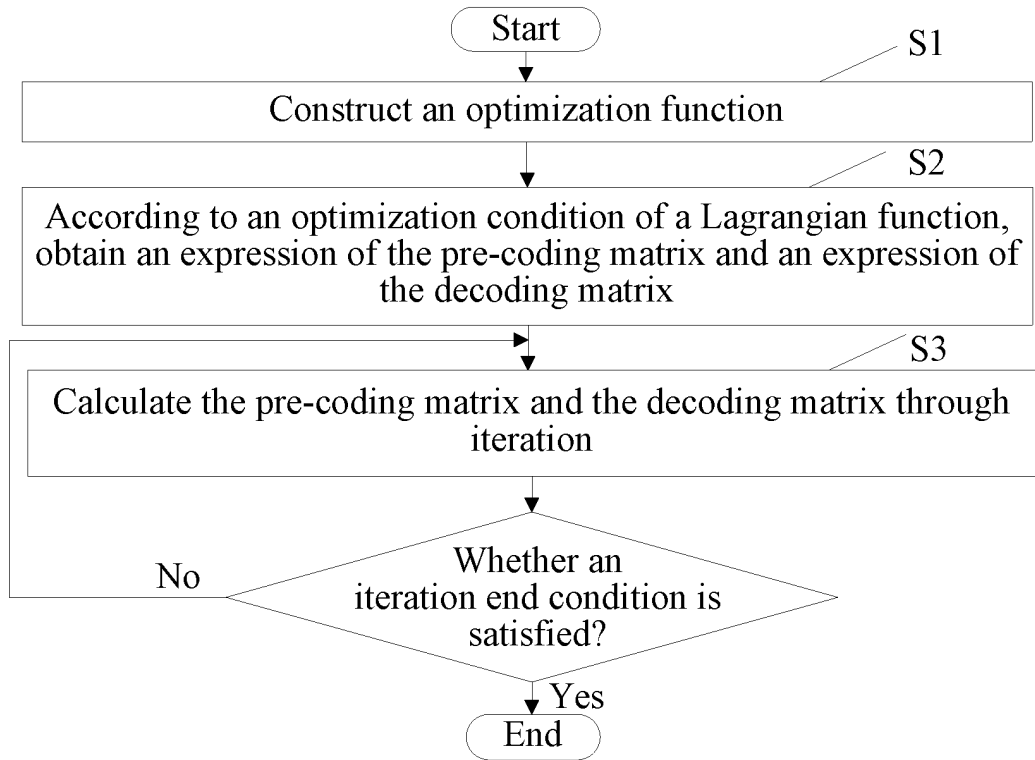 Start
S1
Construct an optimization function
S2
According to an optimization condition of a Lagrangian function,
obtain an expression of the pre-coding matrix and an expression of
the decoding matrix
S3
Calculate the pre-coding matrix and the decoding matrix through
iteration
Whether an
No
iteration end condition is
satisfied?
Yes
End